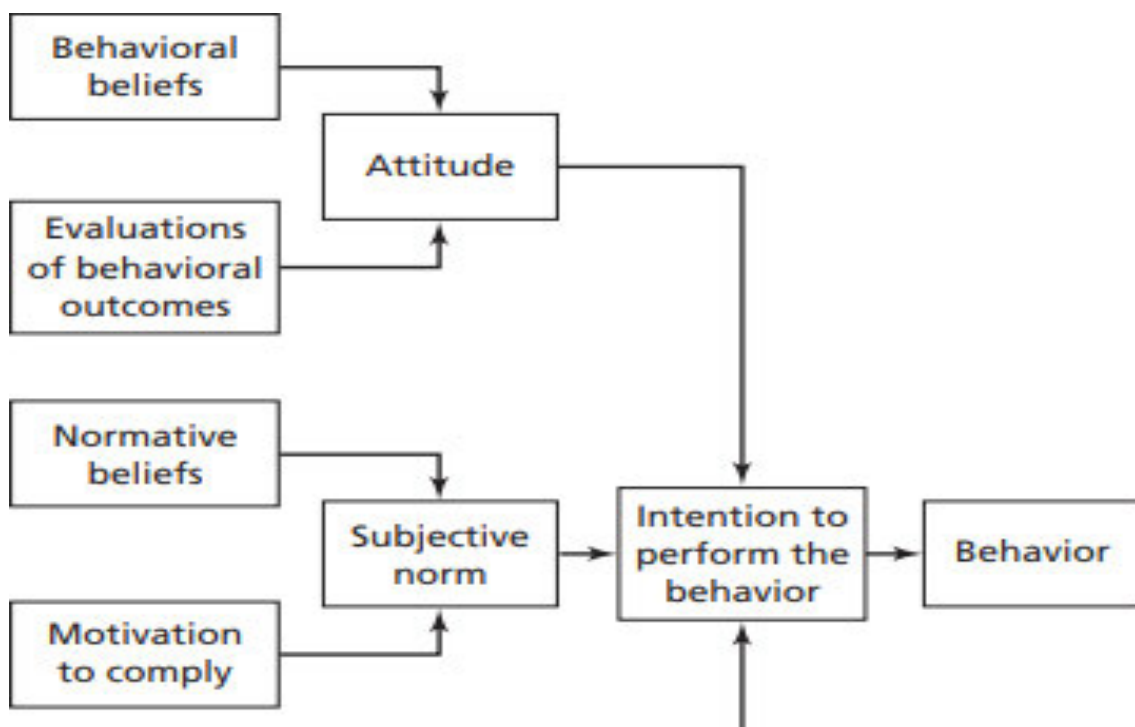 Behavioral
beliefs
Attitude
Evaluations
of behavioral
outcomes
Normative
beliefs
Subjective
norm
Intention to
perform the
behavior
Behavior
Motivation
to comply